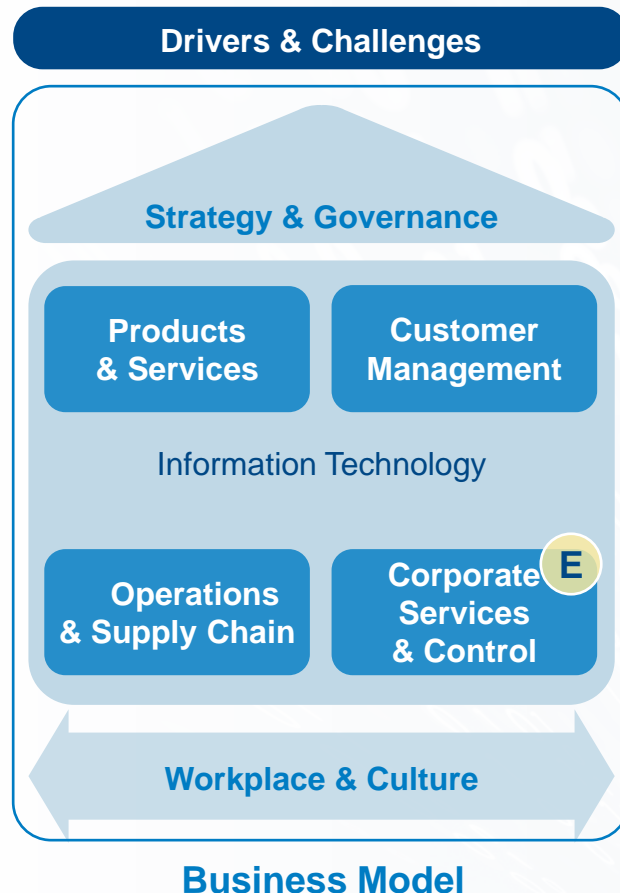 Drivers & Challenges
Strategy & Governance
Products
& Services
Customer
Management
Information Technology
Operations
& Supply Chain
E
Corporate
Services
& Control
Workplace & Culture
Business Model